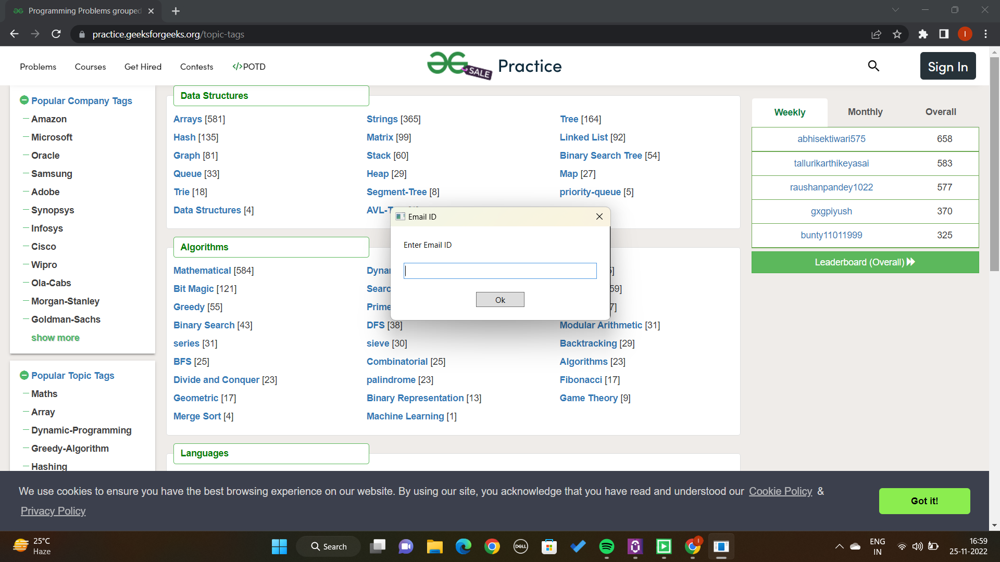 Programming Problems grouped
practice.geeksforgeeks.org/topic-tags
I
Problems
Courses
Get Hired
Contests
</>POTD
SALE
Practice
Sign In
Popular Company Tags
Amazon
Microsoft
Oracle
Samsung
Adobe
Synopsys
Infosys
Cisco
Wipro
Ola-Cabs
Morgan-Stanley
Goldman-Sachs
show more
Popular Topic Tags
Maths
Array
Dynamic-Programming
Greedy-Algorithm
Hashing
Data Structures
Arrays [581]
Strings [365]
Tree [164]
Hash [135]
Matrix [99]
Linked List [92]
Graph [81]
Stack [60]
Binary Search Tree [54]
Queue [33]
Heap [29]
Map [27]
Trie [18]
Segment-Tree [8]
priority-queue [5]
Data Structures [4]
AVL-T
Email ID
Enter Email ID
Ok
Algorithms
Mathematical [584]
Dynar
Bit Magic [121]
Searc
59]
Greedy [55]
Prime
7]
Binary Search [43]
DFS [38]
Modular Arithmetic [31]
series [31]
sieve [30]
Backtracking [29]
BFS [25]
Combinatorial [25]
Algorithms [23]
Divide and Conquer [23]
palindrome [23]
Fibonacci [17]
Geometric [17]
Binary Representation [13]
Game Theory [9]
Merge Sort [4]
Machine Learning [1]
Languages
Weekly
Monthly
Overall
abhisektiwari575 658
tallurikarthikeyasai 583
raushanpandey1022 577
gxgpiyush 370
bunty11011999 325
Leaderboard (Overall)
We use cookies to ensure you have the best browsing experience on our website. By using our site, you acknowledge that you have read and understood our Cookie Policy &
Privacy Policy
Got it!
25°C
Haze
Search
DELL
I
ENG
IN
16:59
25-11-2022